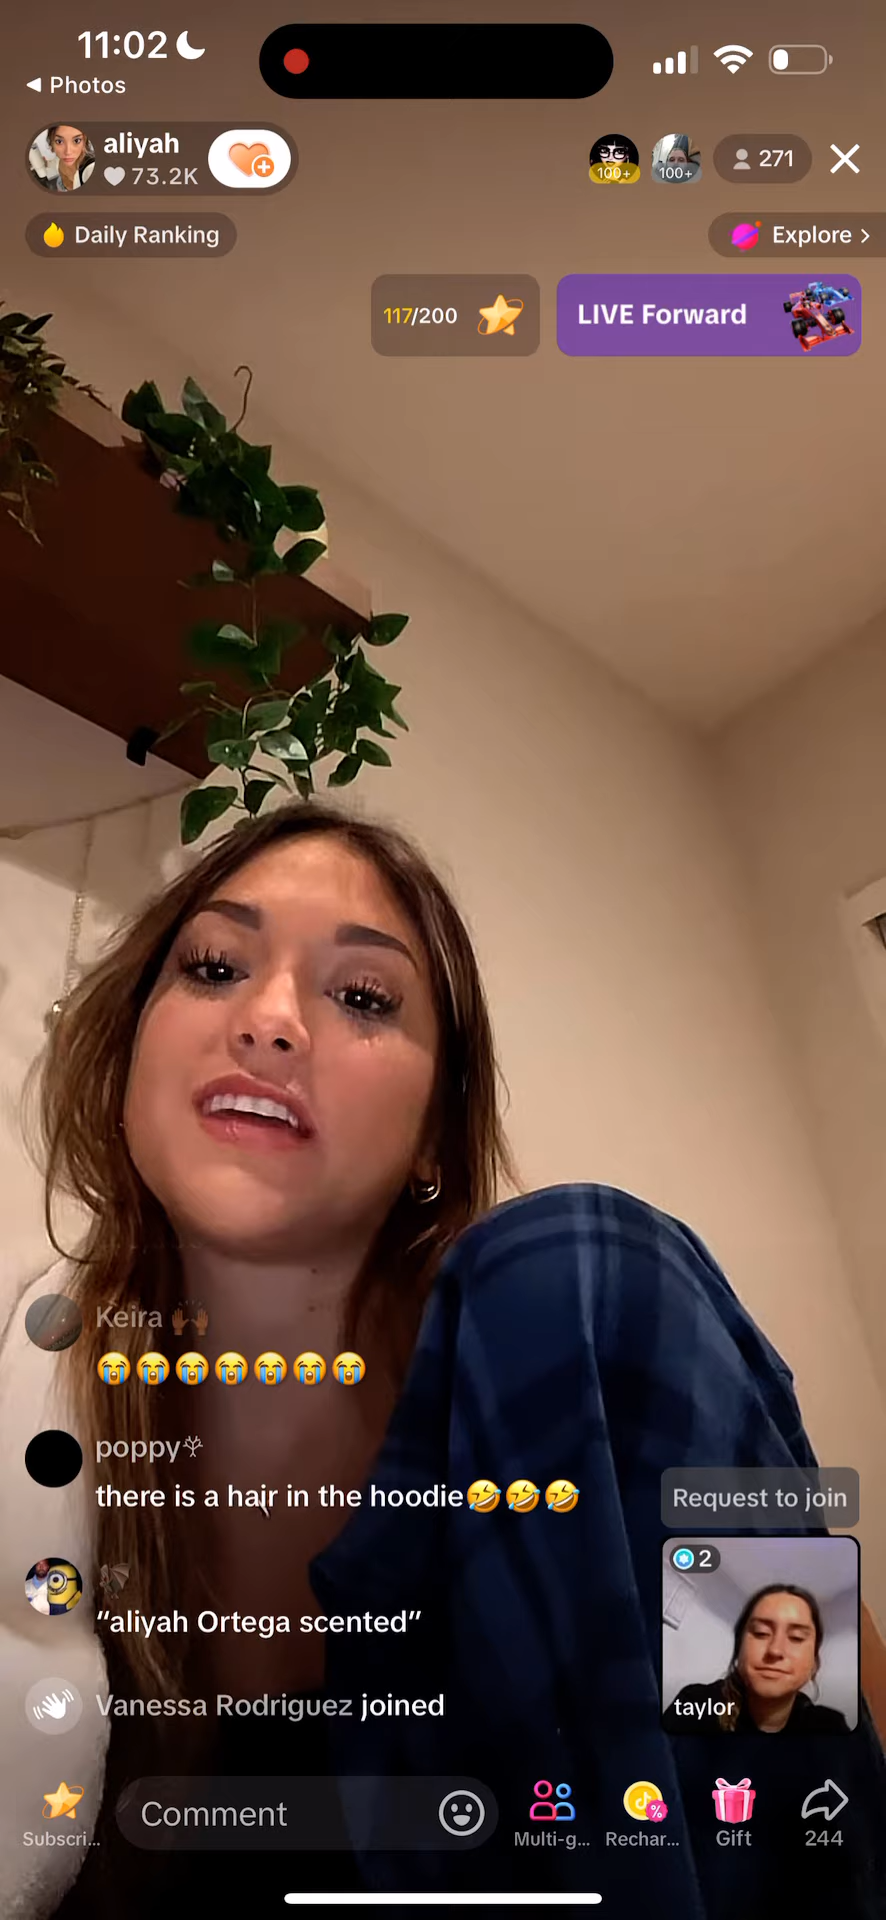 11:02
Photos
aliyah
73.2K
100+
100+
271
Daily Ranking
Explore
117/200
LIVE Forward
Keira 🙌🏾
😭😭😭😭😭😭😭
poppy
there is a hair in the hoodie🤣🤣🤣
“aliyah Ortega scented”
Vanessa Rodriguez joined
Request to join
2
taylor
Subscri...
Comment
Multi-g...
Rechar...
Gift
244